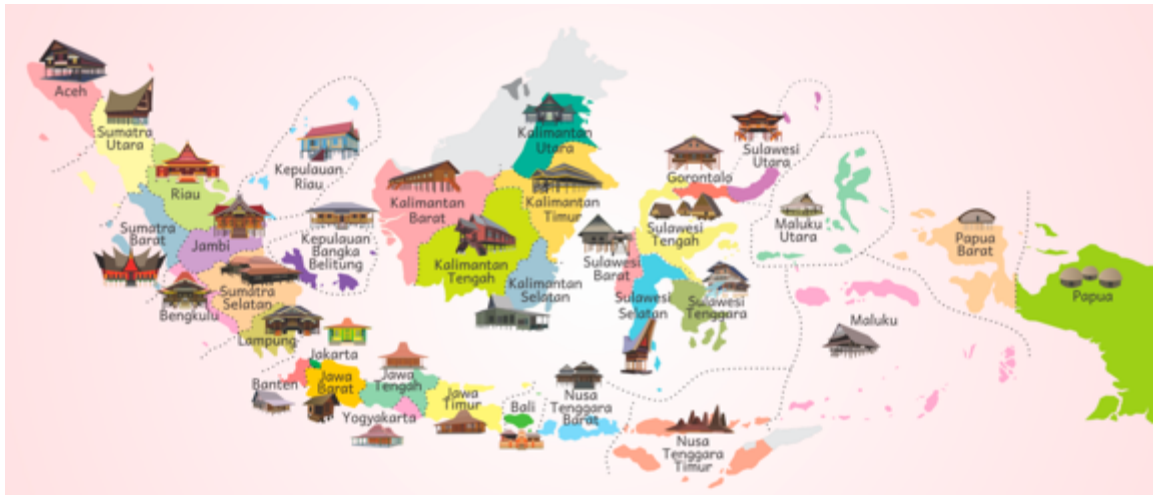 Aceh
Sumatra
Utara
Riau
Kepulauan
Riau
Sumatra
Barat
Jambi
Kepulauan
Bangka
Belitung
Bengkulu
Sumatra
Selatan
Lampung
Jakarta
Banten
Jawa
Barat
Jawa
Tengah
Yogyakarta
Jawa
Timur
Bali
Nusa
Tenggara
Barat
Nusa
Tenggara
Timur
Kalimantan
Barat
Kalimantan
Tengah
Kalimantan
Selatan
Kalimantan
Timur
Kalimantan
Utara
Sulawesi
Barat
Sulawesi
Selatan
Sulawesi
Tengah
Sulawesi
Tenggara
Gorontalo
Sulawesi
Utara
Maluku
Utara
Maluku
Papua
Barat
Papua